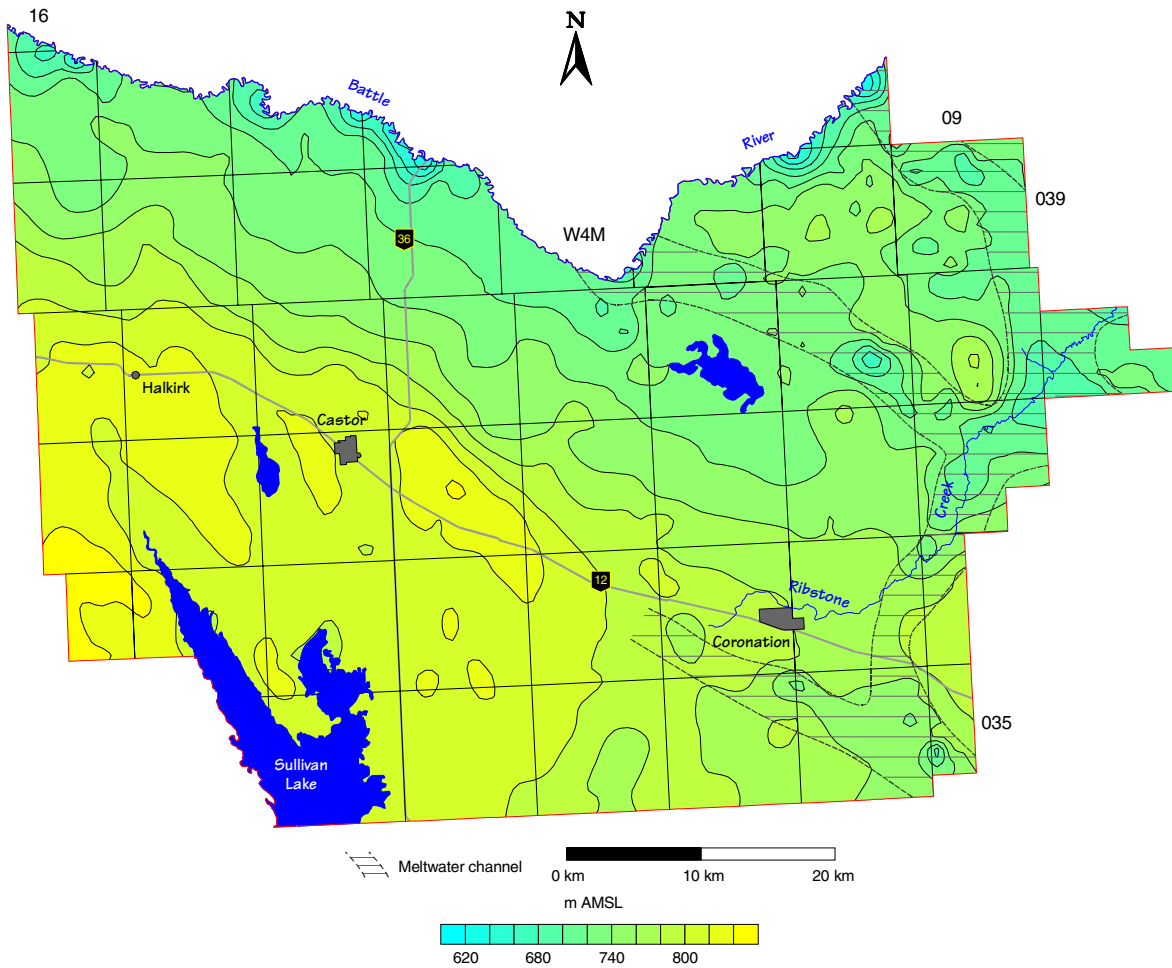 16
N
Battle
River
09
039
W4M
36
Halkirk
Castor
Creek
12
Ribstone
Coronation
035
Sullivan
Lake
Meltwater channel
0 km
10 km
20 km
m AMSL
620
680
740
800